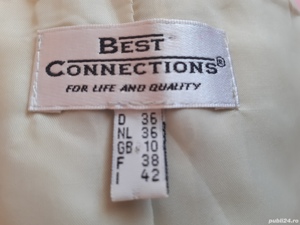 BEST
CONNECTIONS®
FOR LIFE AND QUALITY
D 36
NL 36
GB 10
F 38
I 42
publi24.ro